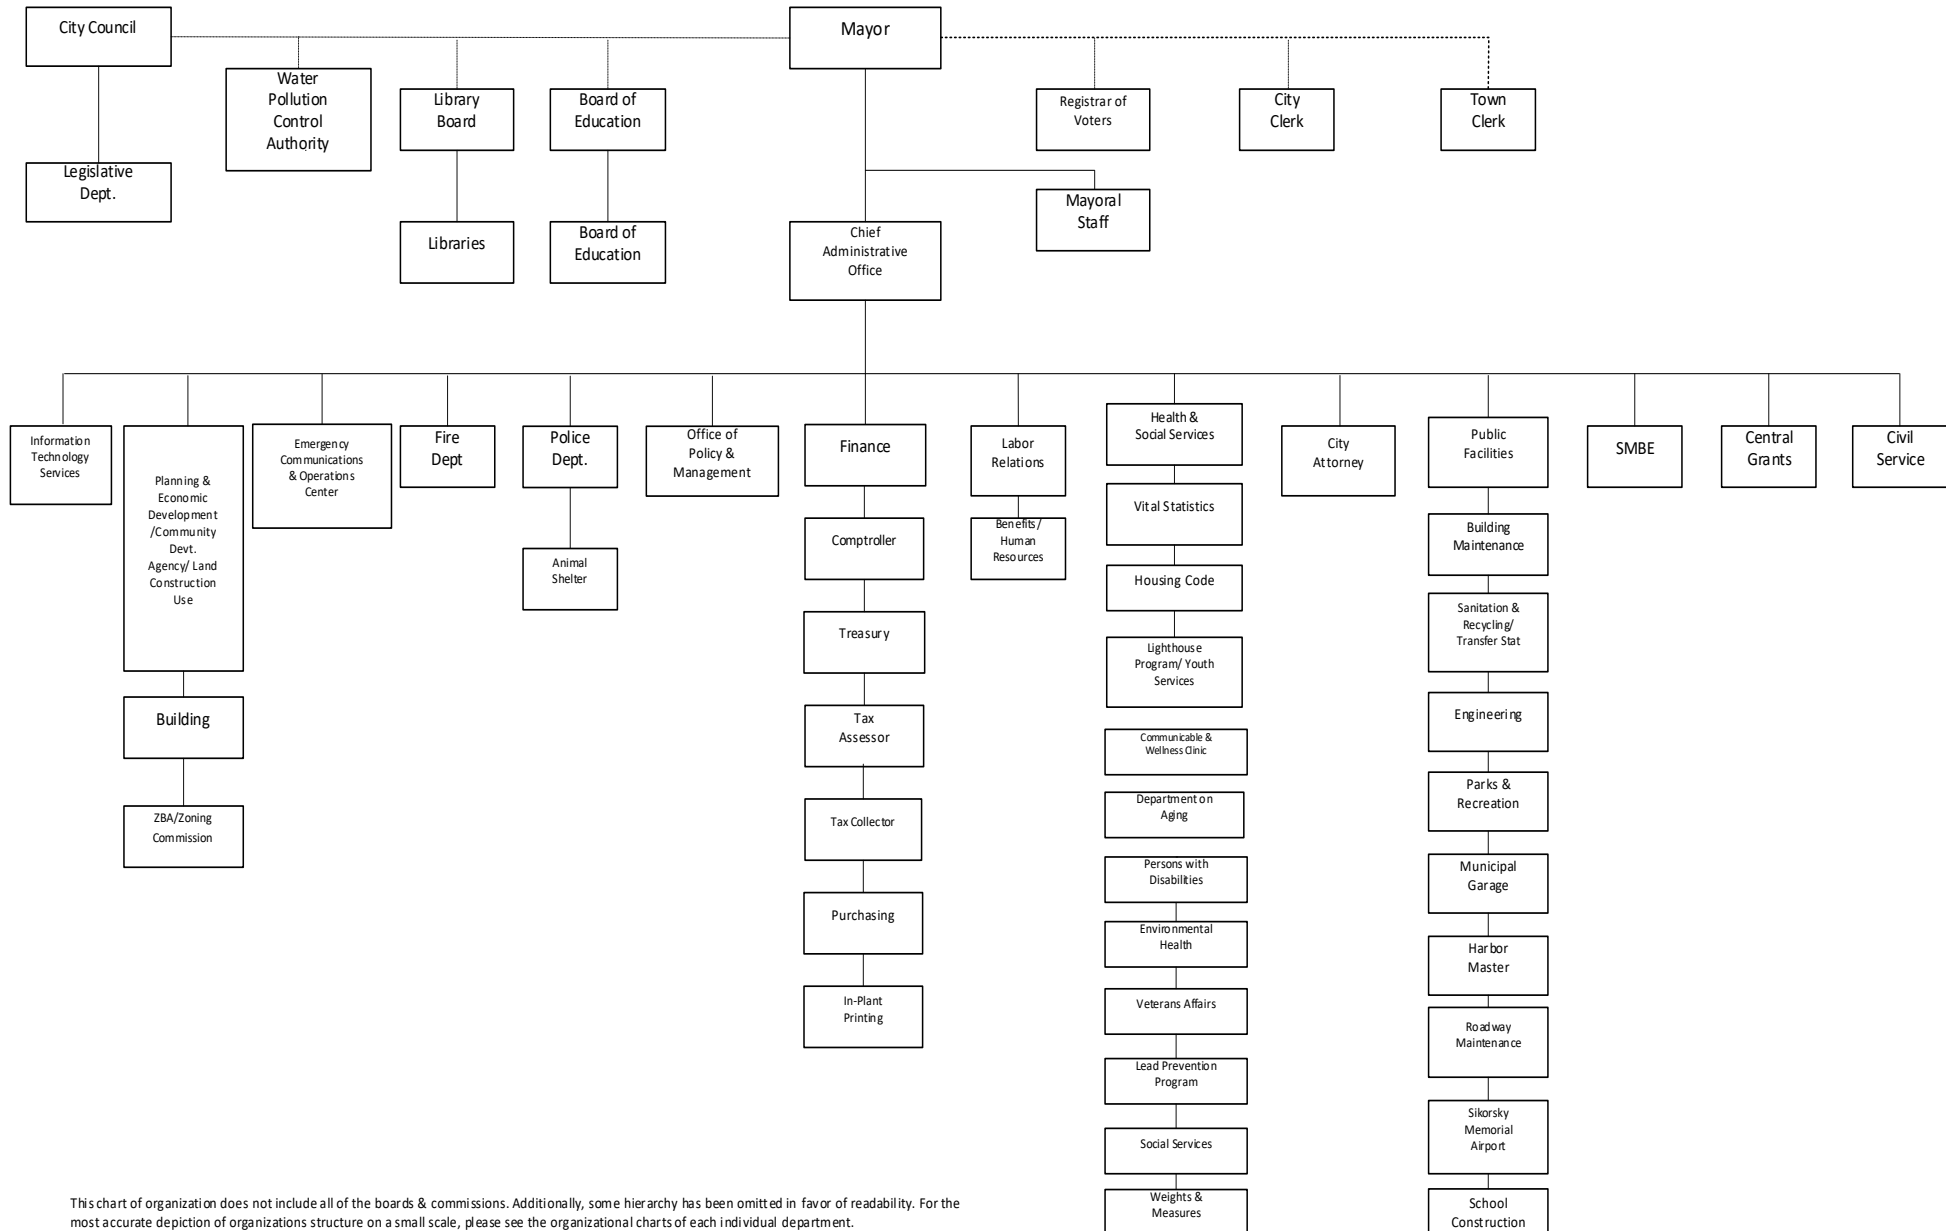 City Council
Mayor
Water
Pollution
Control
Authority
Library
Board
Board of
Education
Registrar of
Voters
City
Clerk
Town
Clerk
Legislative
Dept.
Libraries
Board of
Education
Chief
Administrative
Office
Mayoral
Staff
Information
Technology
Services
Planning &
Economic
Development
/Community
Devt.
Agency/ Land
Construction
Use
Building
ZBA/Zoning
Commission
Emergency
Communications
& Operations
Center
Fire
Dept
Police
Dept.
Animal
Shelter
Office of
Policy &
Management
Finance
Comptroller
Treasury
Tax
Assessor
Tax Collector
Purchasing
In-Plant
Printing
Labor
Relations
Benefits/
Human
Resources
Health &
Social Services
Vital Statistics
Housing Code
Lighthouse
Program/ Youth
Services
Communicable &
Wellness Clinic
Department on
Aging
Persons with
Disabilities
Environmental
Health
Veterans Affairs
Lead Prevention
Program
Social Services
Weights &
Measures
City
Attorney
Public
Facilities
Building
Maintenance
Sanitation &
Recycling/
Transfer Stat
Engineering
Parks &
Recreation
Municipal
Garage
Harbor
Master
Roadway
Maintenance
Sikorsky
Memorial
Airport
School
Construction
SMBE
Central
Grants
Civil
Service
This chart of organization does not include all of the boards & commissions. Additionally, some hierarchy has been omitted in favor of readability. For the
most accurate depiction of organizations structure on a small scale, please see the organizational charts of each individual department.